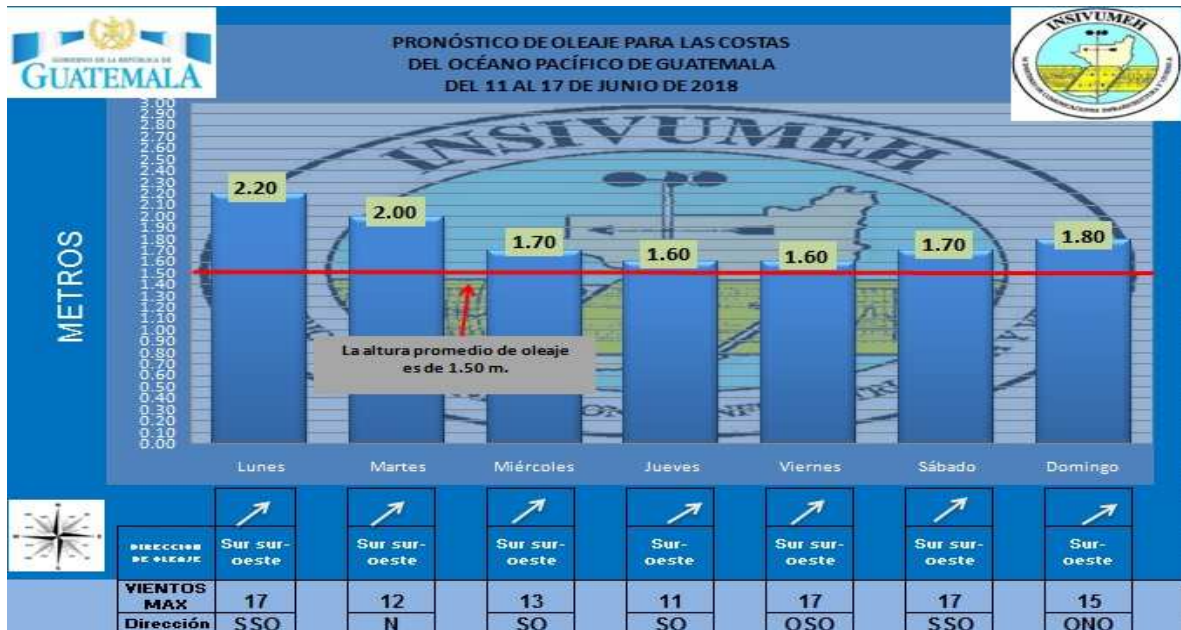 GOBIERNO DE LA REPÚBLICA DE
GUATEMALA
PRONÓSTICO DE OLEAJE PARA LAS COSTAS
DEL OCÉANO PACÍFICO DE GUATEMALA
DEL 11 AL 17 DE JUNIO DE 2018
INSIVUMEH
METROS
3.00
2.90
2.80
2.70
2.60
2.50
2.40
2.30
2.20
2.10
2.00
1.90
1.80
1.70
1.60
1.50
1.40
1.30
1.20
1.10
1.00
0.90
0.80
0.70
0.60
0.50
0.40
0.30
0.20
0.10
0.00
INSIVUMEH
2.20 2.00 1.70 1.60 1.60 1.70 1.80
La altura promedio de oleaje
es de 1.50 m.
Lunes Martes Miércoles Jueves Viernes Sábado Domingo
DIRECCION Sur sur- Sur sur- Sur sur- Sur- Sur sur- Sur sur- Sur-
DE OLEAJE oeste oeste oeste oeste oeste oeste oeste
VIENTOS
MAX 17 12 13 11 17 17 15
Dirección SSO N SO SO OSO SSO ONO